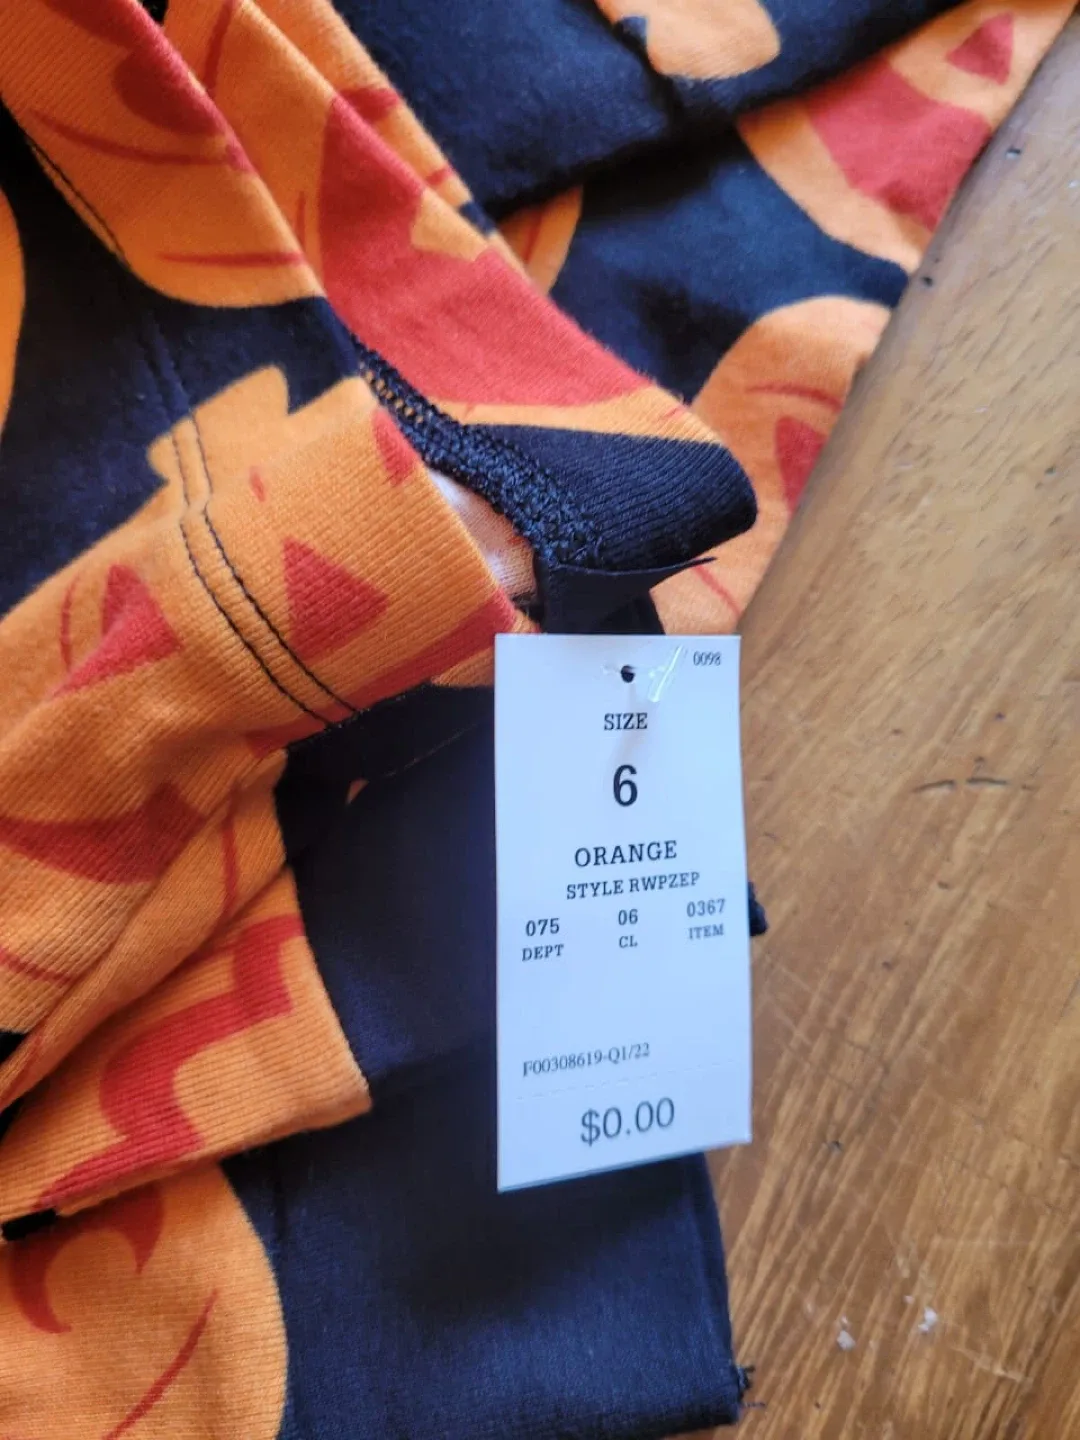 0098
SIZE
6
ORANGE
STYLE RWPZEP
075 06 0367
DEPT CL ITEM
F00308619-Q1/22
$0.00